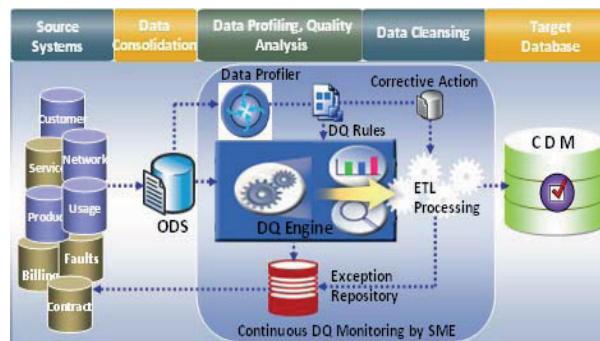 Source
Systems
Data
Consolidation
Data Profiling, Quality
Analysis
Data Cleansing
Target
Database
Data Profiler
Corrective Action
Customer
DQ Rules
Service
Network
CDM
ETL
Processing
Product
Usage
ODS
DQ Engine
Billing
Faults
Exception
Repository
Contract
Continuous DQ Monitoring by SME